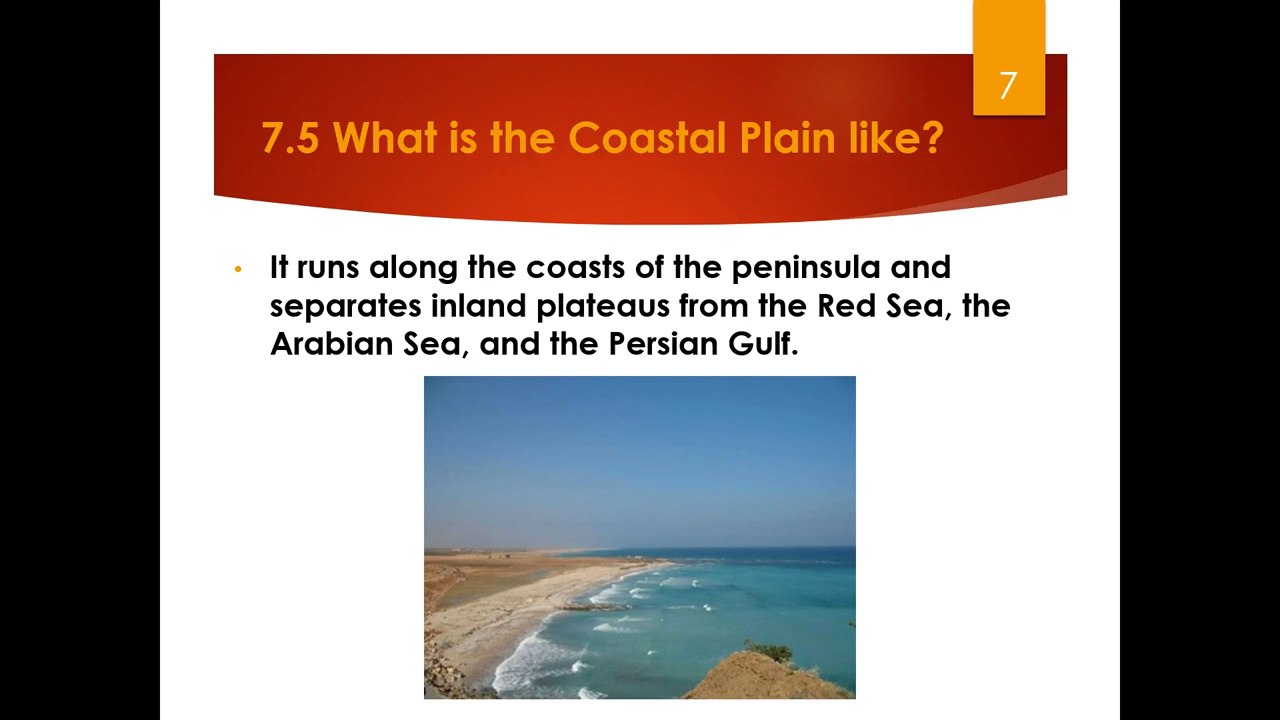 7
7.5 What is the Coastal Plain like?
• It runs along the coasts of the peninsula and
separates inland plateaus from the Red Sea, the
Arabian Sea, and the Persian Gulf.